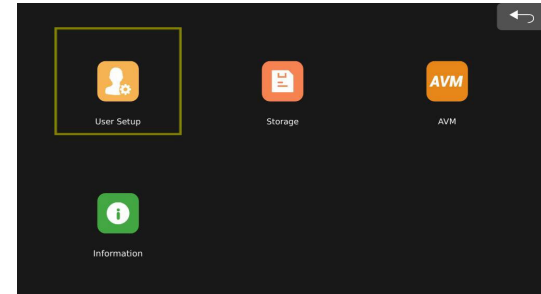 AVM
User Setup
Storage
AVM
Information